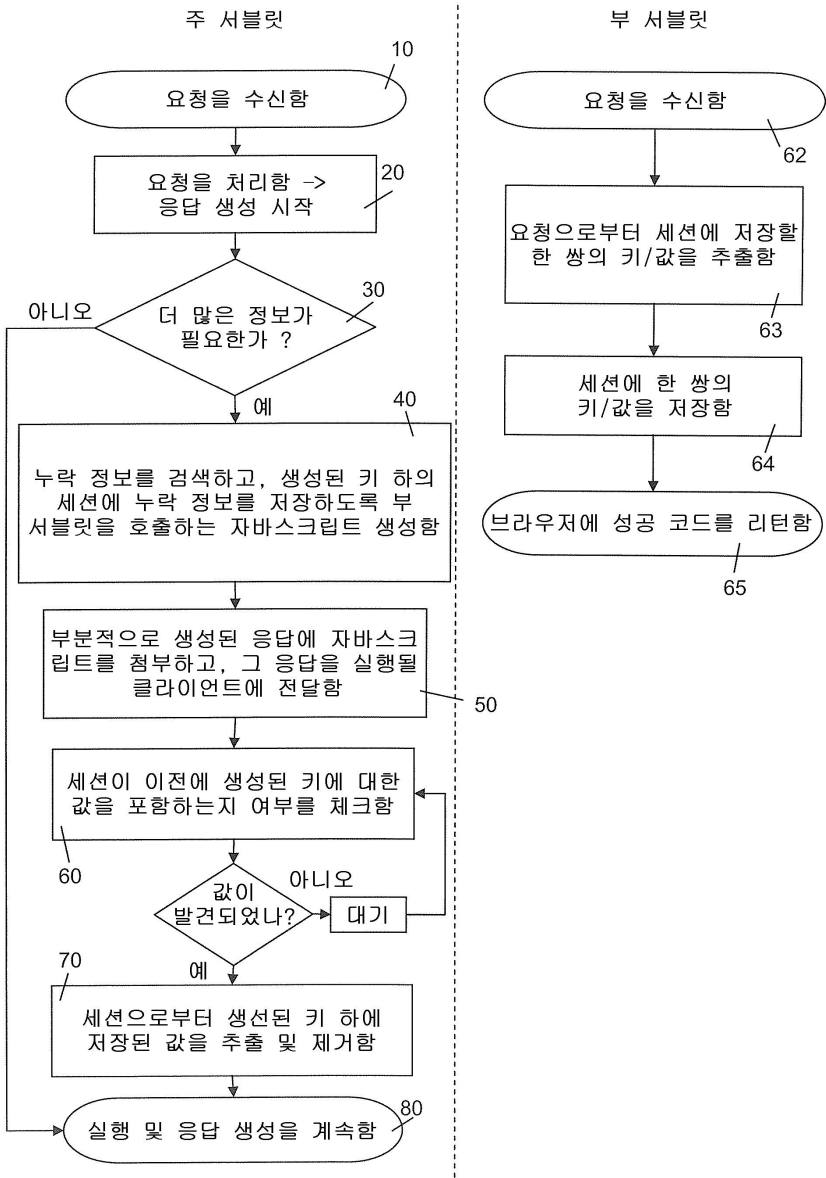 주 서블릿
10
요청을 수신함
요청을 처리함 ->
응답 생성 시작
20
아니오
더 많은 정보가
필요한가 ?
30
예
40
누락 정보를 검색하고, 생성된 키 하의
세션에 누락 정보를 저장하도록 부
서블릿을 호출하는 자바스크립트 생성함
부분적으로 생성된 응답에 자바스크
립트를 첨부하고, 그 응답을 실행될
클라이언트에 전달함
50
세션이 이전에 생성된 키에 대한
값을 포함하는지 여부를 체크함
60
값이
발견되었나?
아니오
대기
예
70
세션으로부터 생선된 키 하에
저장된 값을 추출 및 제거함
80
실행 및 응답 생성을 계속함
부 서블릿
요청을 수신함
62
요청으로부터 세션에 저장할
한 쌍의 키/값을 추출함
63
세션에 한 쌍의
키/값을 저장함
64
브라우저에 성공 코드를 리턴함
65